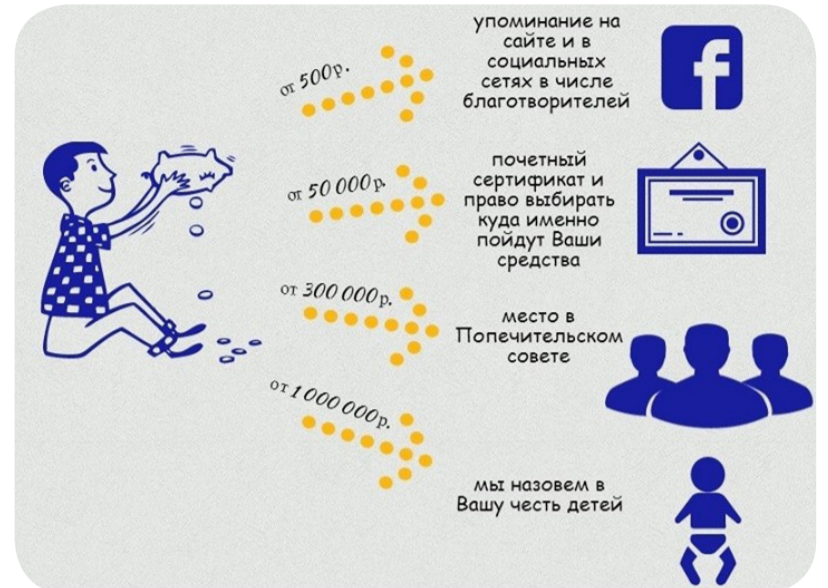 от 500р.
упоминание на
сайте и в
социальных
сетях в числе
благотворителей
f
от 50 000 р.
почетный
сертификат и
право выбирать
куда именно
пойдут Ваши
средства
от 300 000р.
место в
Попечительском
совете
от 1 000 000р.
мы назовем в
Вашу честь детей